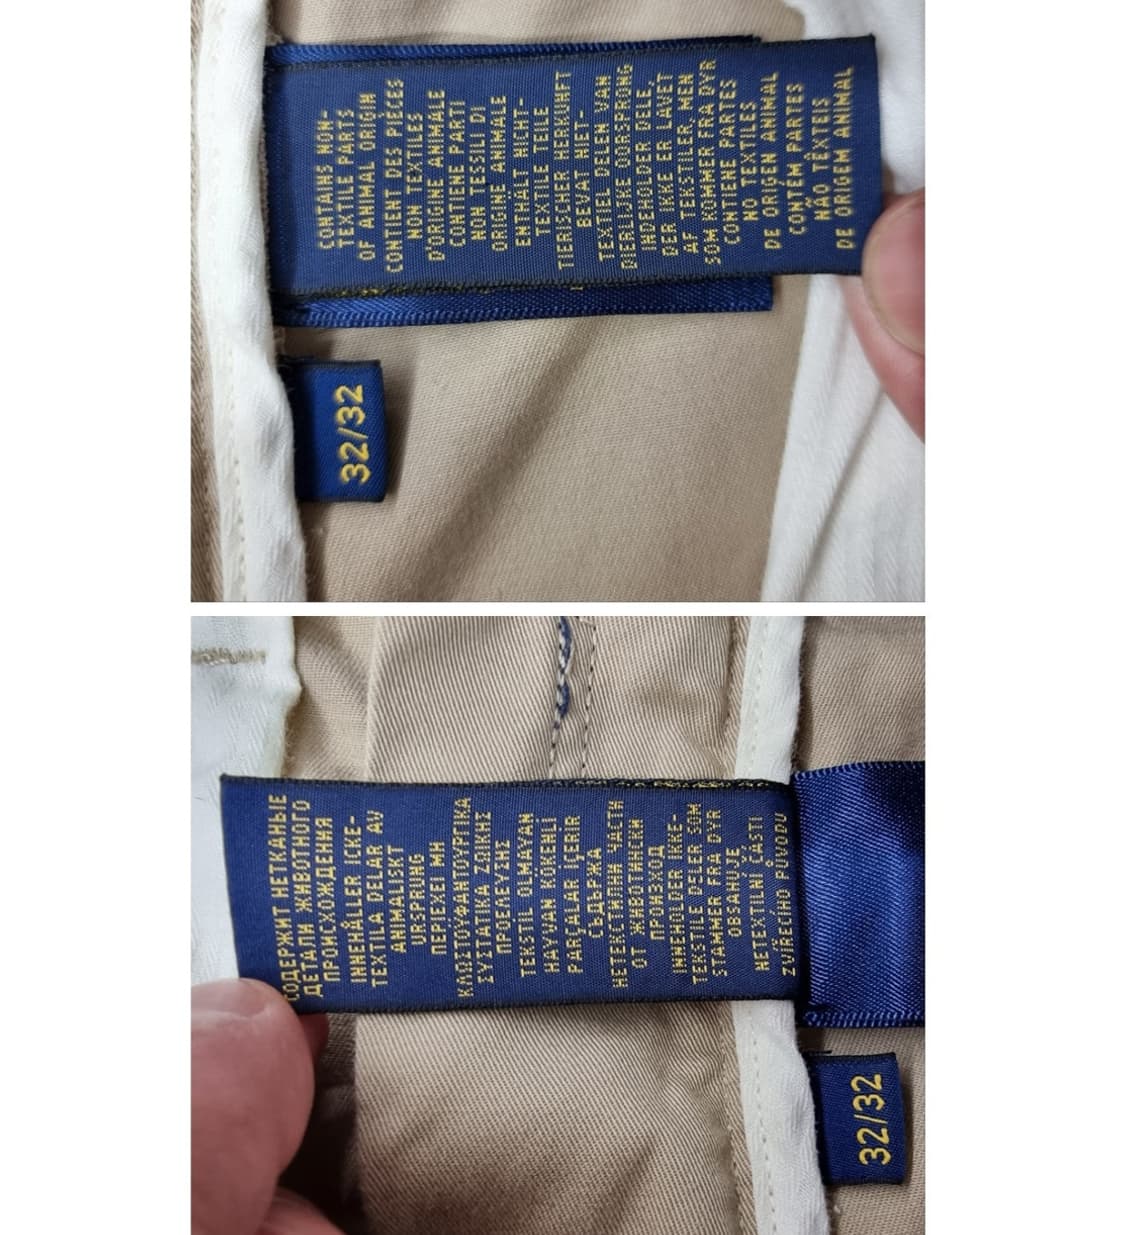 CONTAINS NON-
TEXTILE PARTS
OF ANIMAL ORIGIN
CONTIENT DES PIÈCES
NON TEXTILES
D'ORIGINE ANIMALE
CONTIENE PARTI
NON TESILI DI
ORIGINE ANIMALE
ENTHALT NICHT-
TEXTILE TEILE
TIERISCHER HERKUNFT
BEVAT NIET-
TEXTIEL DELEN VAN
DIERLIJKE OORSPRONG
INDEHOLDER DELE
DER IKKE ER LAVET
AF TEKSTILER, MEN
SOM KOMMER FRA DYR
CONTIENE PARTES
NO TEXTILES
DE ORIGEN ANIMAL
CONTÉM PARTES
NÃO TÊXTEIS
DE ORIGEM ANIMAL
32/32
СОДЕРЖИТ НЕТКАНЫЕ
ДЕТАЛИ ЖИВОТНОГО
ПРОИСХОЖДЕНИЯ
INNEHÅLLER ICKE-
TEXTILA DELAR AV
ANIMALISKT
URSPRUNG
ΠΕΡΙΕΧΕΙ ΜΗ
ΚΛΩΣΤΟΥΦΑΝΤΟΥΡΓΙΚΑ
ΣΥΣΤΑΤΙΚΑ ΖΩΙΚΗΣ
ΠΡΟΕΛΕΥΣΗΣ
TEKSTİL OLMAYAN
HAYVAN KÖKENLİ
PARÇALAR İÇERİR
СЪДЪРЖА
НЕТЕКСТИЛНИ ЧАСТИ
ОТ ЖИВОТИНСКИ
ПРОИЗХОД
INNEHOLDER IKKE-
TEKSTILE DELER SOM
STAMMER FRA DYR
OBSAHUJE
NETEXTILNÍ ČÁSTI
ZVÍŘECÍHO PŮVODU
32/32